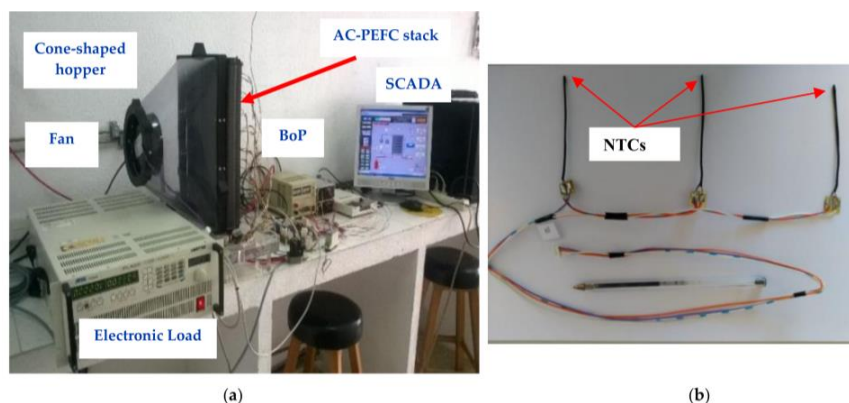 Cone-shaped
hopper
AC-PEFC stack
SCADA
Fan
BoP
NTCs
Electronic Load
(a)
(b)